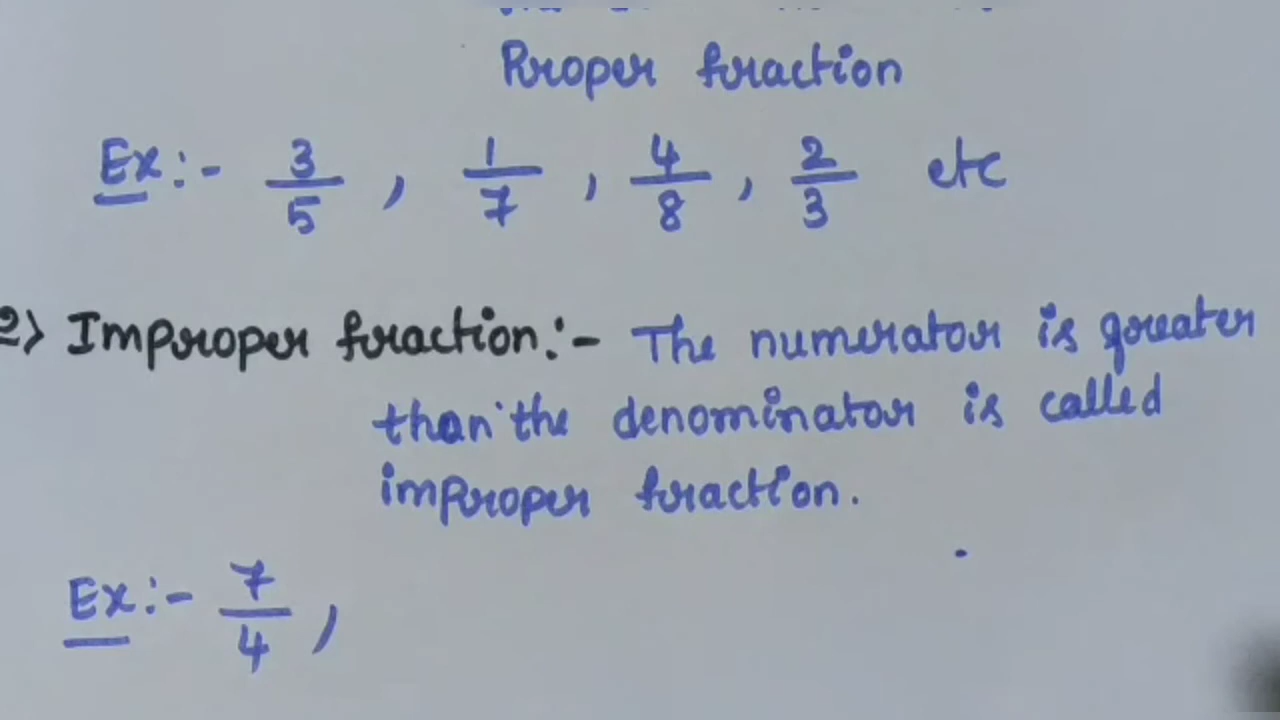 Proper fraction
Ex:- 3/5 , 1/7 , 4/8 , 2/3 etc
2) Improper fraction:- The numerator is greater
than the denominator is called
improper fraction.
Ex:- 7/4 ,